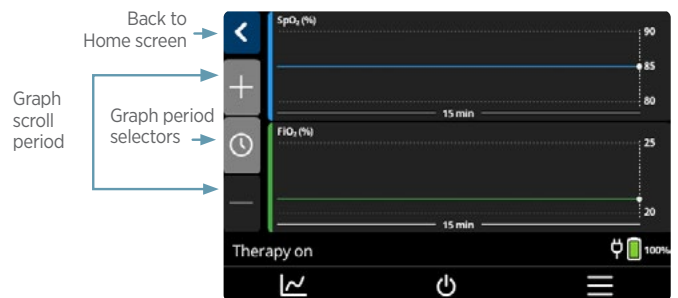 Back to
Home screen
Graph
scroll
period
Graph period
selectors
SpO₂ (%)
90
85
80
15 min
FiO₂ (%)
25
20
15 min
Therapy on
100%